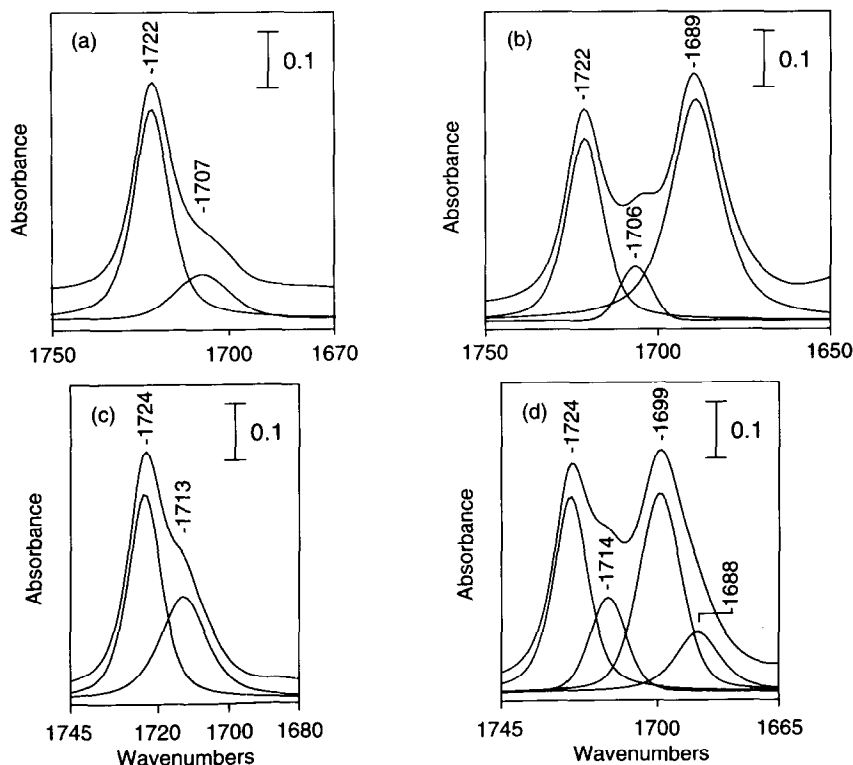 (a)
-1722
-1707
0.1
Absorbance
1750
1700
1670
(b)
-1722
-1706
-1689
0.1
Absorbance
1750
1700
1650
(c)
-1724
-1713
0.1
Absorbance
1745
1720
1700
1680
Wavenumbers
(d)
-1724
-1714
-1699
1688
0.1
Absorbance
1745
1700
1665
Wavenumbers